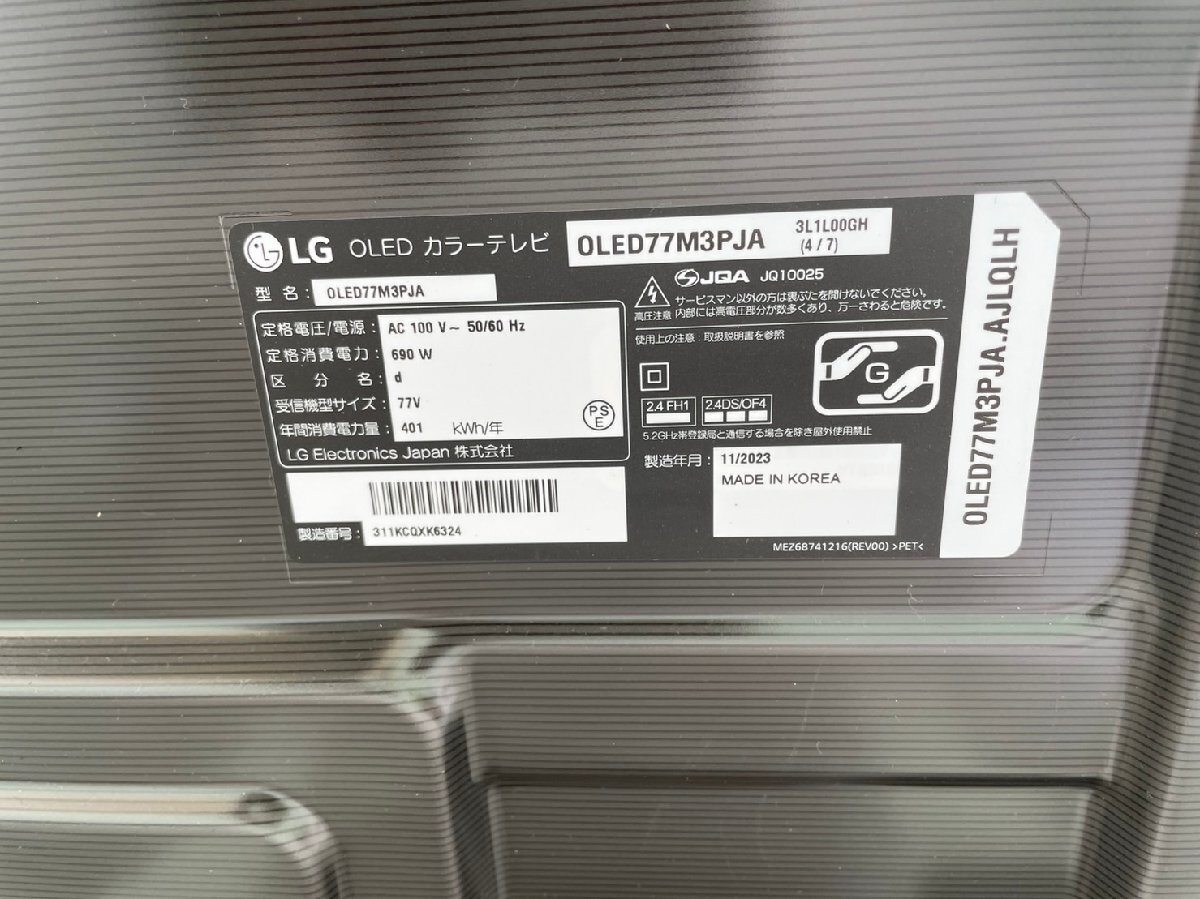 LG OLED カラーテレビ
OLED77M3PJA 3L1L00GH
(4/7)
型 名 : OLED77M3PJA
定格電圧/電源 : AC 100 V～ 50/60 Hz
定格消費電力 : 690 W
区 分 名 : d
受信機型サイズ : 77V
年間消費電力量 : 401 kWh/年
PS
E
LG Electronics Japan 株式会社
製造番号 : 311KCQXK6324
JQA JQ10025
サービスマン以外の方は裏ぶたを開けないでください。
高圧注意 内部には高電圧部分が数多くあり、万一さわると危険です。
使用上の注意 : 取扱説明書を参照
G
2.4 FH1 2.4DS/OF4
5.2GHz帯登録局と通信する場合を除き屋外使用禁止
製造年月 : 11/2023
MADE IN KOREA
MEZ68741216(REV00) >PET<
OLED77M3PJA.AJLQLH